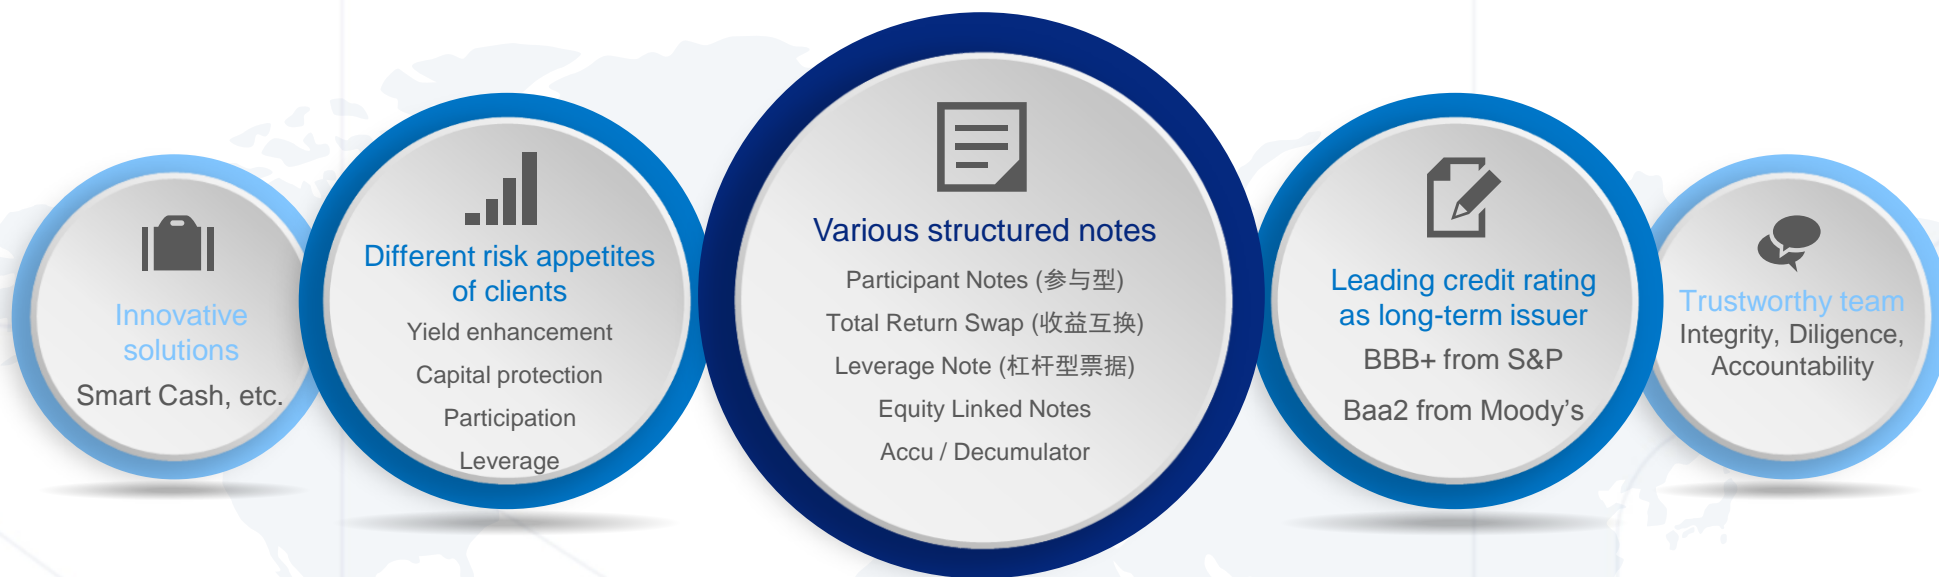 Innovative
solutions
Smart Cash, etc.
Different risk appetites
of clients
Yield enhancement
Capital protection
Participation
Leverage
Various structured notes
Participant Notes (参与型)
Total Return Swap (收益互换)
Leverage Note (杠杆型票据)
Equity Linked Notes
Accu / Decumulator
Leading credit rating
as long-term issuer
BBB+ from S&P
Baa2 from Moody’s
Trustworthy team
Integrity, Diligence,
Accountability